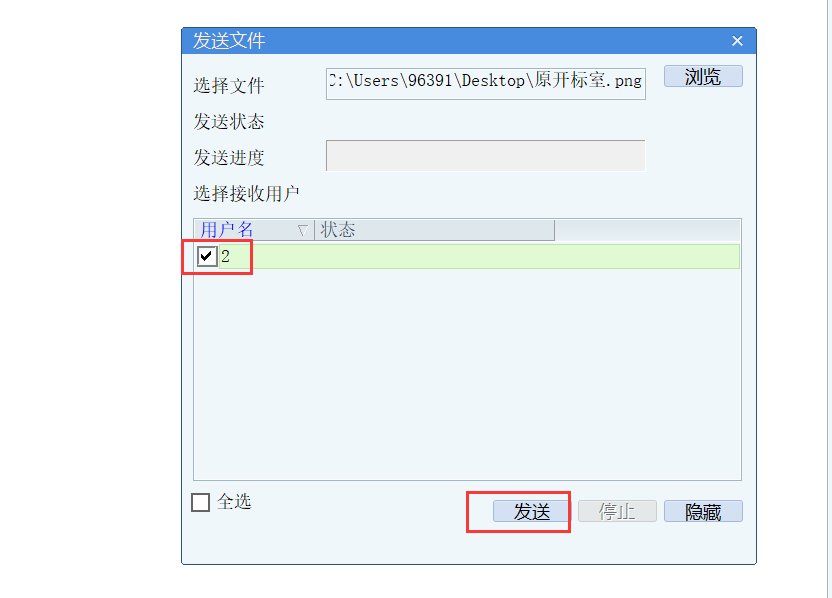 发送文件
选择文件 C:\Users\96391\Desktop\原开标室.png 浏览
发送状态
发送进度
选择接收用户
用户名 状态
2
全选
发送 停止 隐藏